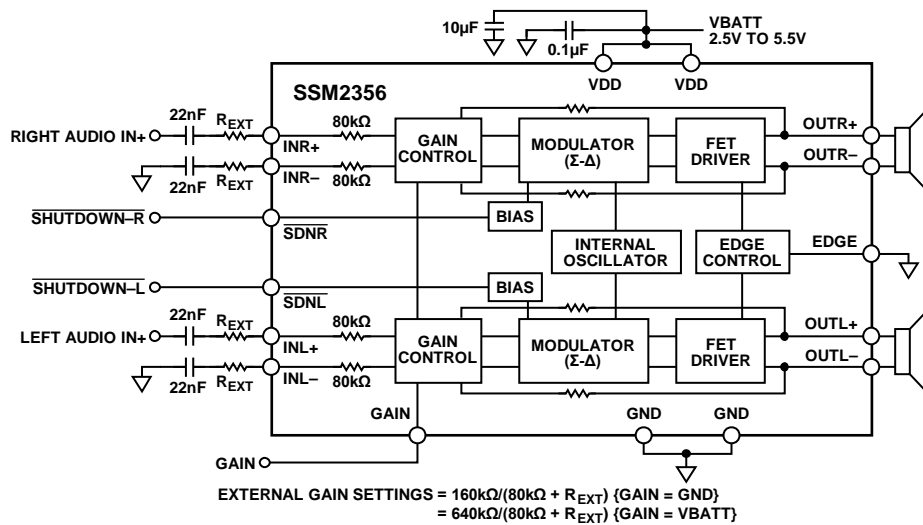 10µF
0.1µF
VBATT
2.5V TO 5.5V
VDD VDD
SSM2356
22nF REXT 80kΩ
RIGHT AUDIO IN+
INR+
GAIN
CONTROL
MODULATOR
(Σ-Δ)
FET
DRIVER
OUTR+
OUTR–
22nF REXT INR– 80kΩ
SHUTDOWN–R
SDNR
BIAS
INTERNAL
OSCILLATOR
EDGE
CONTROL
EDGE
SHUTDOWN–L
SDNL
BIAS
22nF REXT 80kΩ
LEFT AUDIO IN+
INL+
GAIN
CONTROL
MODULATOR
(Σ-Δ)
FET
DRIVER
OUTL+
OUTL–
22nF REXT INL– 80kΩ
GAIN
GND GND
GAIN
EXTERNAL GAIN SETTINGS = 160kΩ/(80kΩ + REXT) {GAIN = GND}
= 640kΩ/(80kΩ + REXT) {GAIN = VBATT}